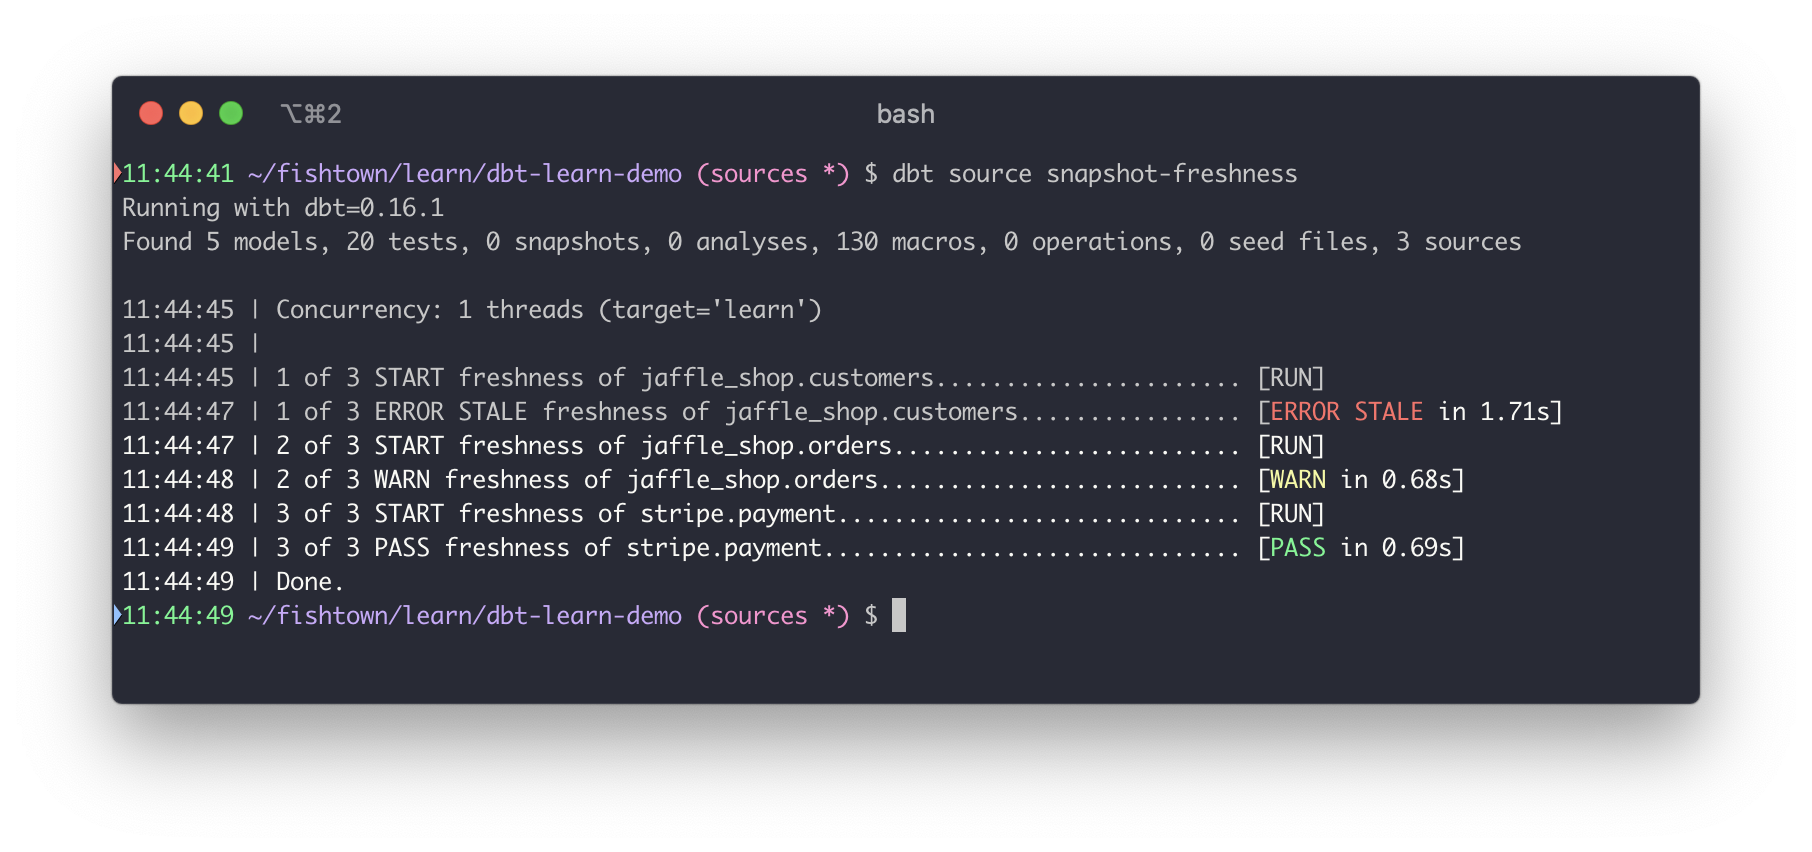 ⌥⌘2 bash
11:44:41 ~/fishtown/learn/dbt-learn-demo (sources *) $ dbt source snapshot-freshness
Running with dbt=0.16.1
Found 5 models, 20 tests, 0 snapshots, 0 analyses, 130 macros, 0 operations, 0 seed files, 3 sources
11:44:45 | Concurrency: 1 threads (target='learn')
11:44:45 |
11:44:45 | 1 of 3 START freshness of jaffle_shop.customers...................... [RUN]
11:44:47 | 1 of 3 ERROR STALE freshness of jaffle_shop.customers................ [ERROR STALE in 1.71s]
11:44:47 | 2 of 3 START freshness of jaffle_shop.orders......................... [RUN]
11:44:48 | 2 of 3 WARN freshness of jaffle_shop.orders.......................... [WARN in 0.68s]
11:44:48 | 3 of 3 START freshness of stripe.payment............................. [RUN]
11:44:49 | 3 of 3 PASS freshness of stripe.payment.............................. [PASS in 0.69s]
11:44:49 | Done.
11:44:49 ~/fishtown/learn/dbt-learn-demo (sources *) $